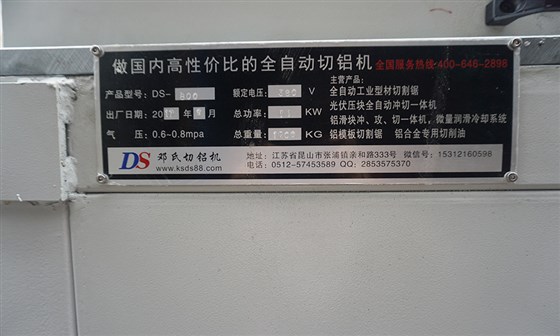 做国内高性价比的全自动切铝机 全国服务热线:400-646-2898
主营产品:
产品型号: DS- 800 额定电压: 380 V 全自动工业型材切割锯
出厂日期: 20 年 月 总功率: KW 光伏压块全自动冲切一体机
铝滑块冲、攻、切一体机，微量润滑冷却系统
气 压: 0.6-0.8mpa 总重量: KG 铝模板切割锯 铝合金专用切削油
DS 邓氏切铝机 地址: 江苏省昆山市张浦镇亲和路333号 微信号: 15312160598
www.ksds88.com 电话: 0512-57453589 QQ: 2853575370